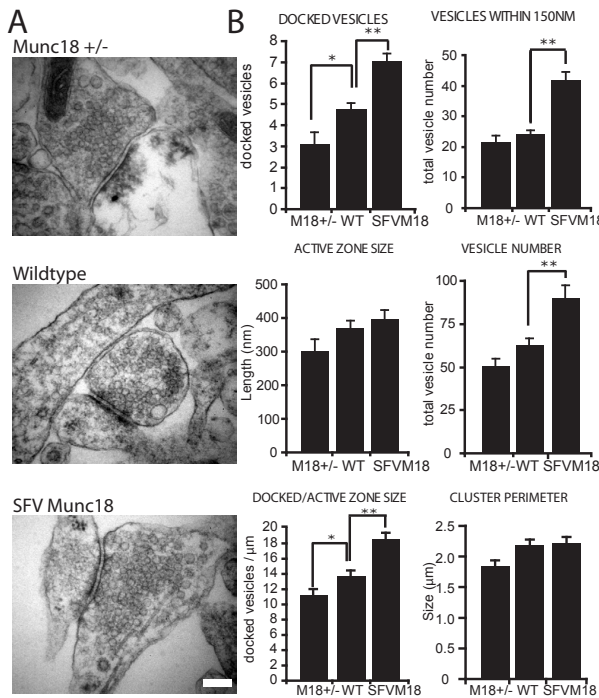 A
Munc18 +/-
Wildtype
SFV Munc18
B
DOCKED VESICLES
docked vesicles
8
7
6
5
4
3
2
1
0
*
**
M18+/- WT SFVM18
VESICLES WITHIN 150NM
total vesicle number
60
50
40
30
20
10
0
**
M18+/- WT SFVM18
ACTIVE ZONE SIZE
Length (nm)
500
400
300
200
100
0
M18+/- WT SFVM18
VESICLE NUMBER
total vesicle number
100
75
50
25
0
**
M18+/- WT SFVM18
DOCKED/ACTIVE ZONE SIZE
docked vesicles / μm
20
18
16
14
12
10
8
6
4
2
0
*
**
M18+/- WT SFVM18
CLUSTER PERIMETER
Size (μm)
2.5
2.0
1.5
1.0
0.5
0
M18+/- WT SFVM18